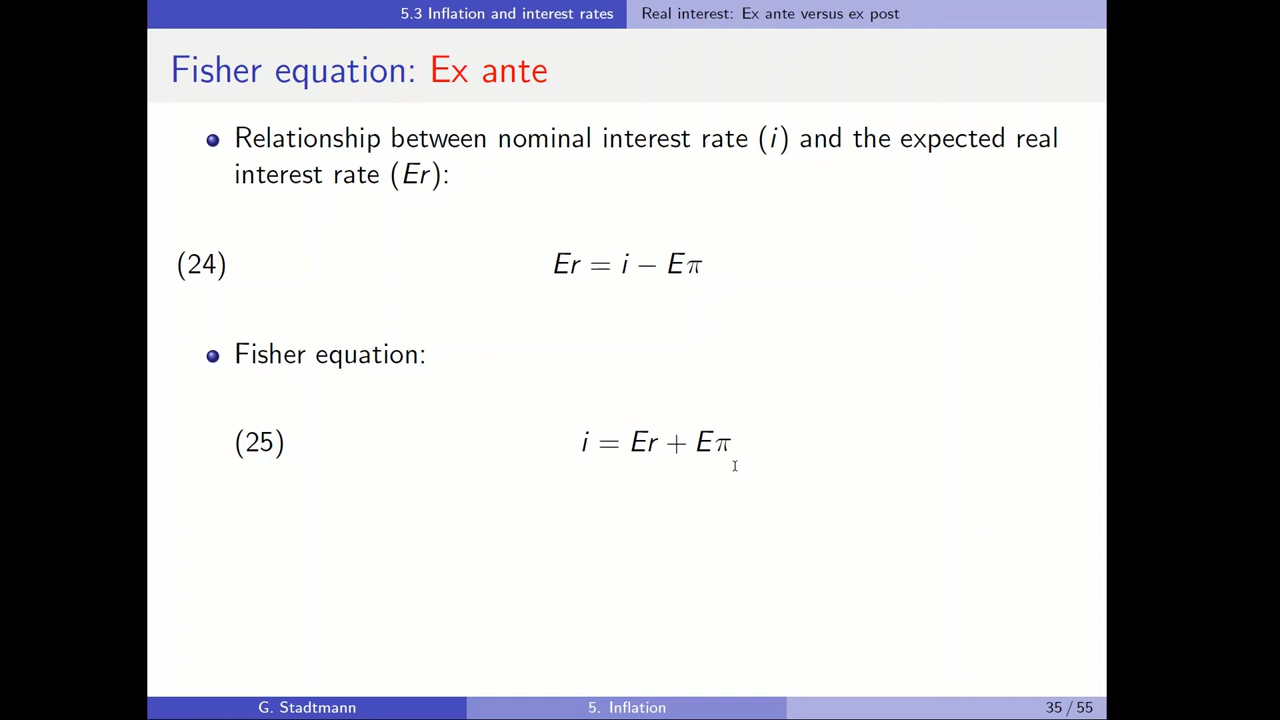 5.3 Inflation and interest rates Real interest: Ex ante versus ex post
Fisher equation: Ex ante
Relationship between nominal interest rate (i) and the expected real
interest rate (Er):
(24) Er = i − Eπ
Fisher equation:
(25) i = Er + Eπ
G. Stadtmann 5. Inflation 35 / 55